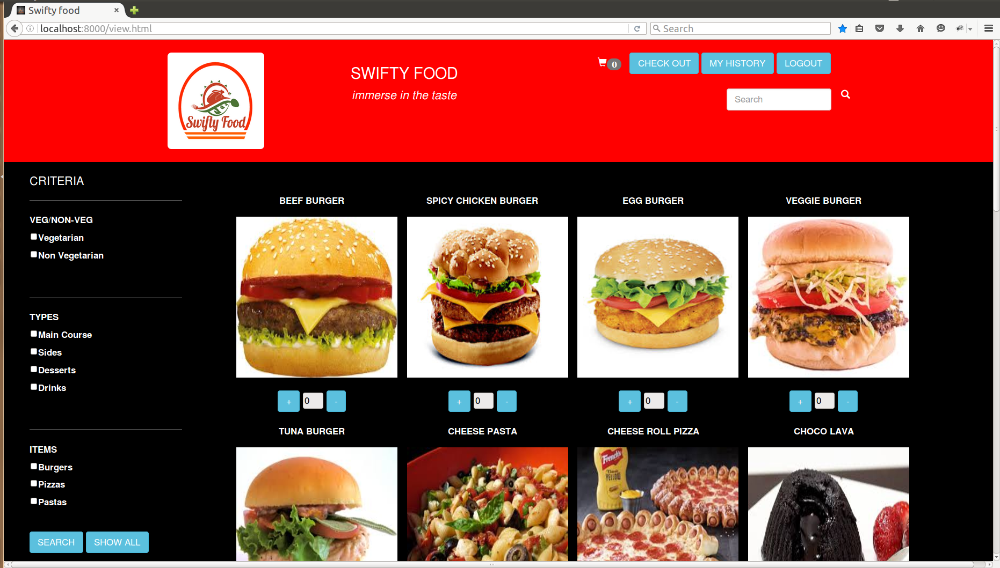 Swifty food
localhost:8000/view.html
Search
Swifty Food
SWIFTY FOOD
immerse in the taste
0
CHECK OUT
MY HISTORY
LOGOUT
Search
CRITERIA
VEG/NON-VEG
Vegetarian
Non Vegetarian
TYPES
Main Course
Sides
Desserts
Drinks
ITEMS
Burgers
Pizzas
Pastas
SEARCH
SHOW ALL
BEEF BURGER
SPICY CHICKEN BURGER
EGG BURGER
VEGGIE BURGER
+ 0 -
+ 0 -
+ 0 -
+ 0 -
TUNA BURGER
CHEESE PASTA
CHEESE ROLL PIZZA
CHOCO LAVA
French's
Classic
YELLOW